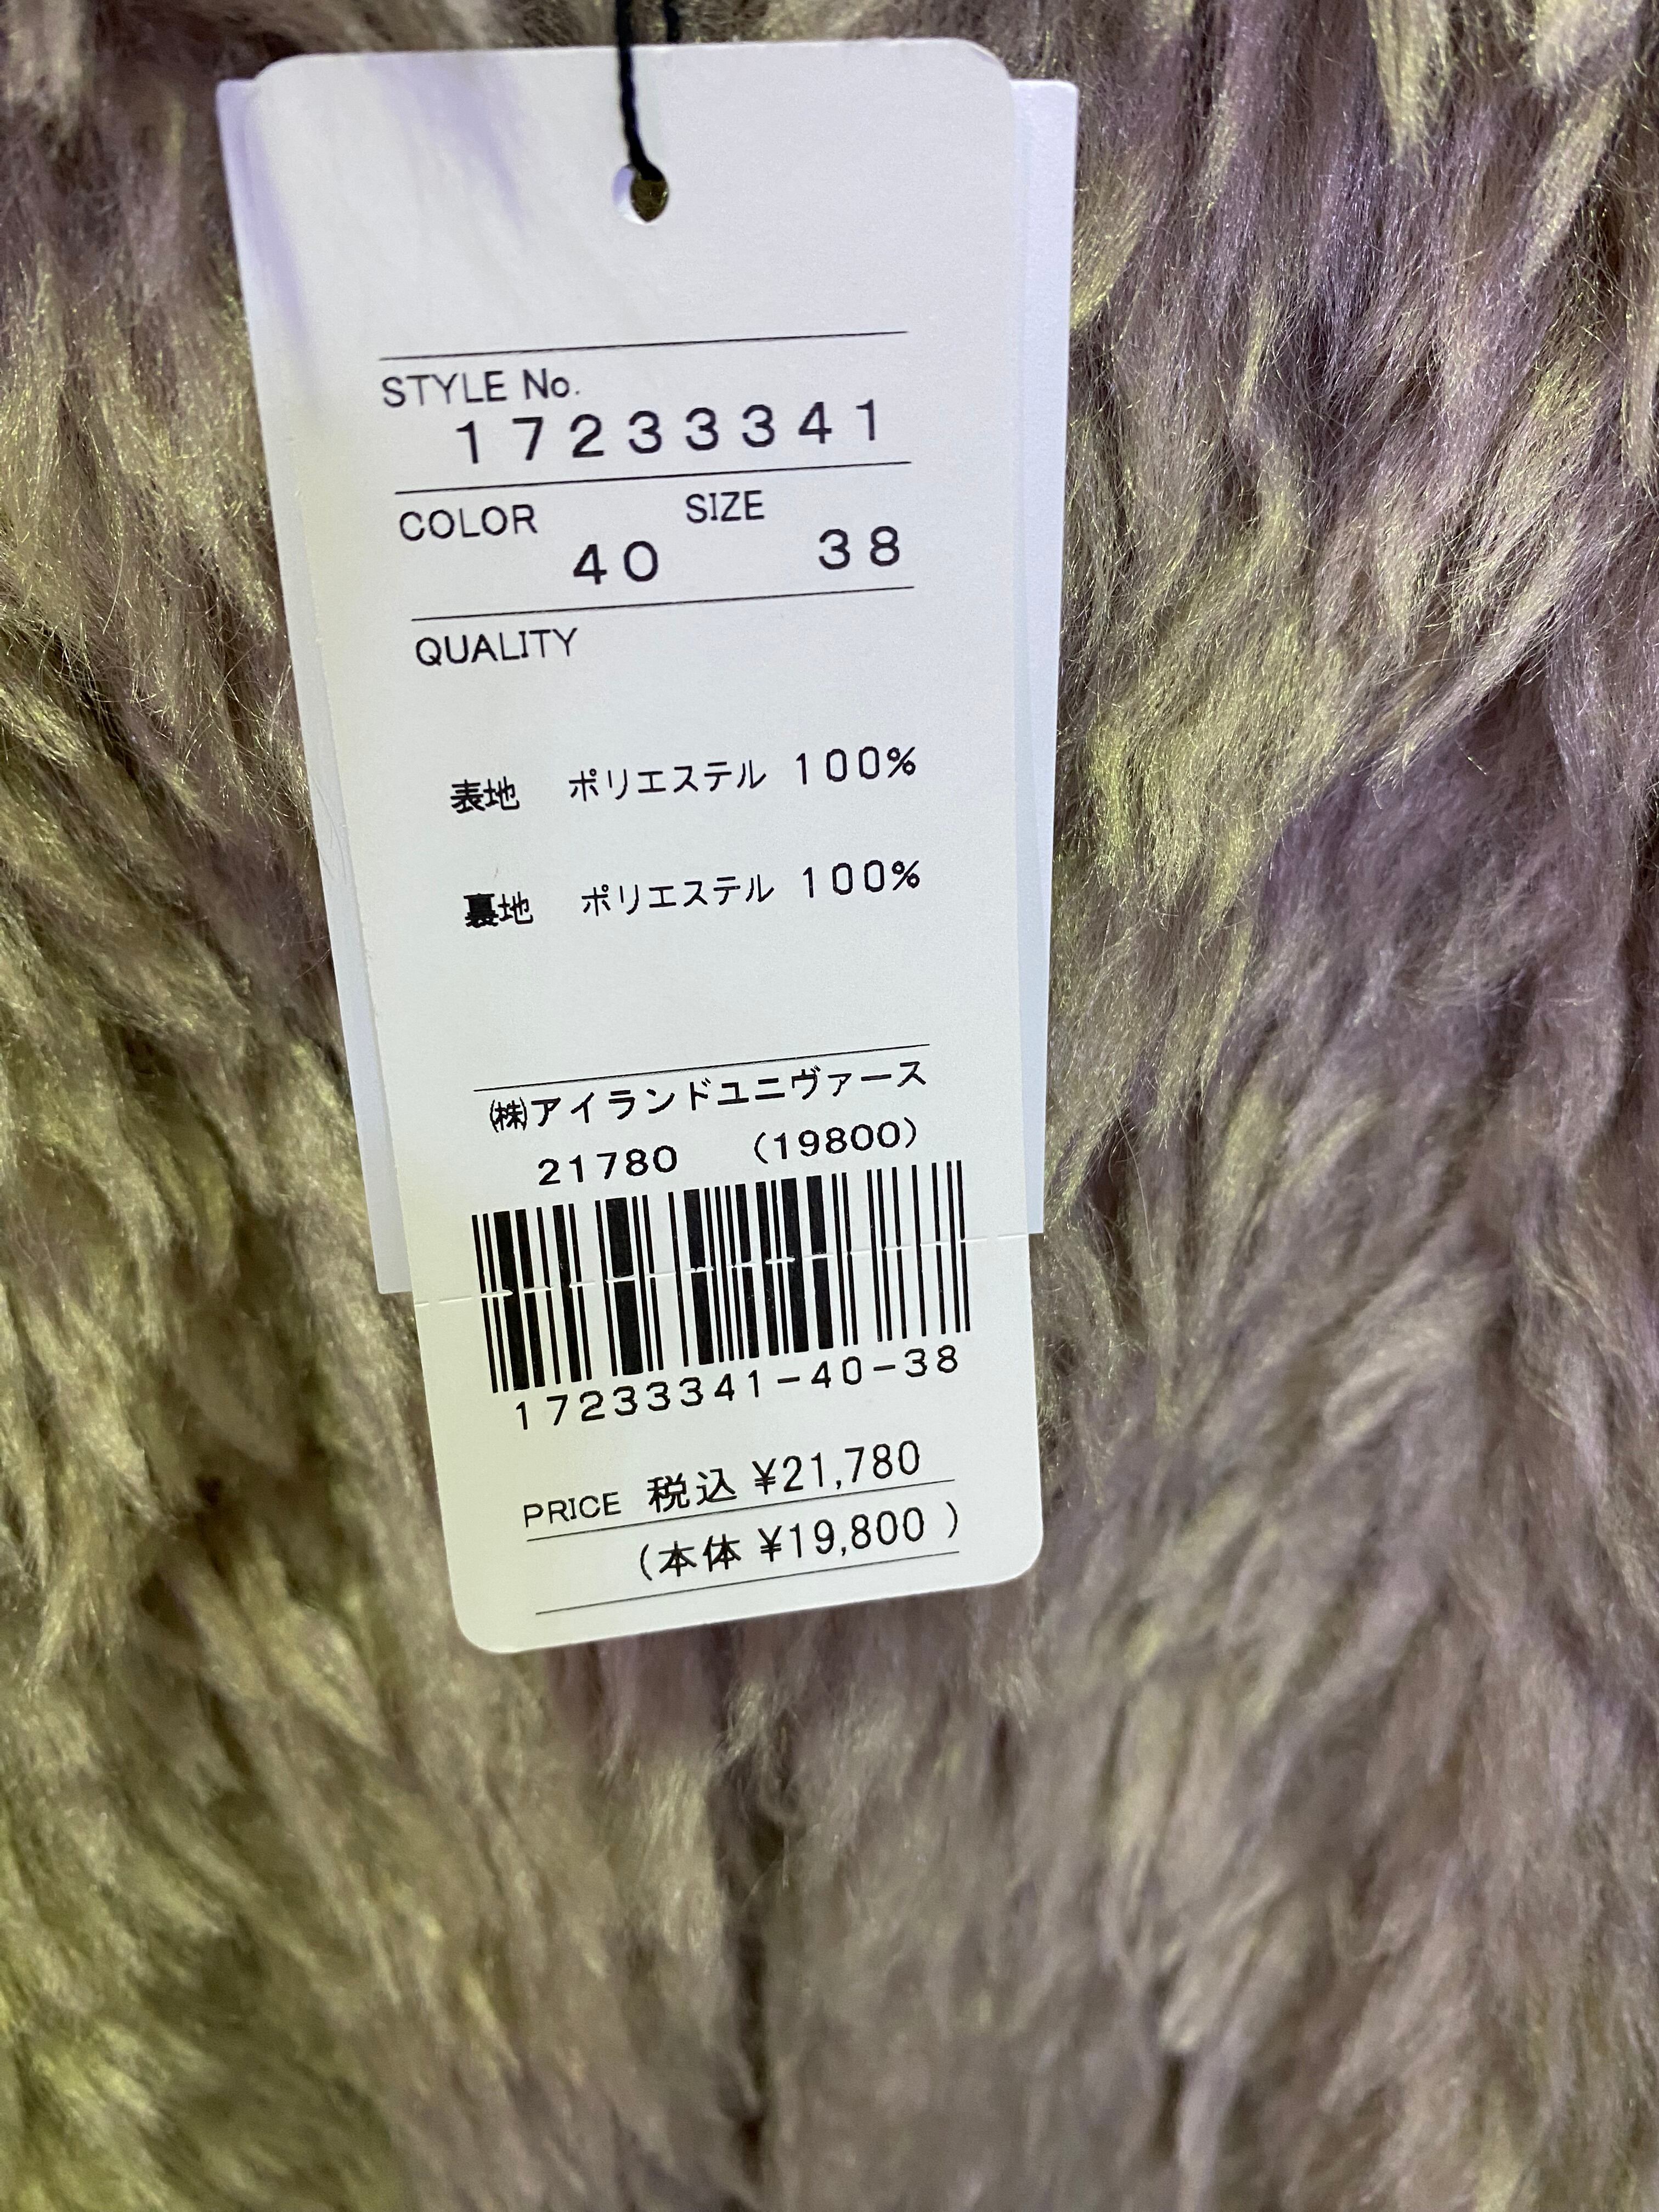 STYLE No.
17233341
COLOR SIZE
40 38
QUALITY
表地 ポリエステル 100%
裏地 ポリエステル 100%
㈱アイランドユニヴァース
21780 (19800)
17233341-40-38
PRICE 税込 ¥21,780
(本体 ¥19,800 )